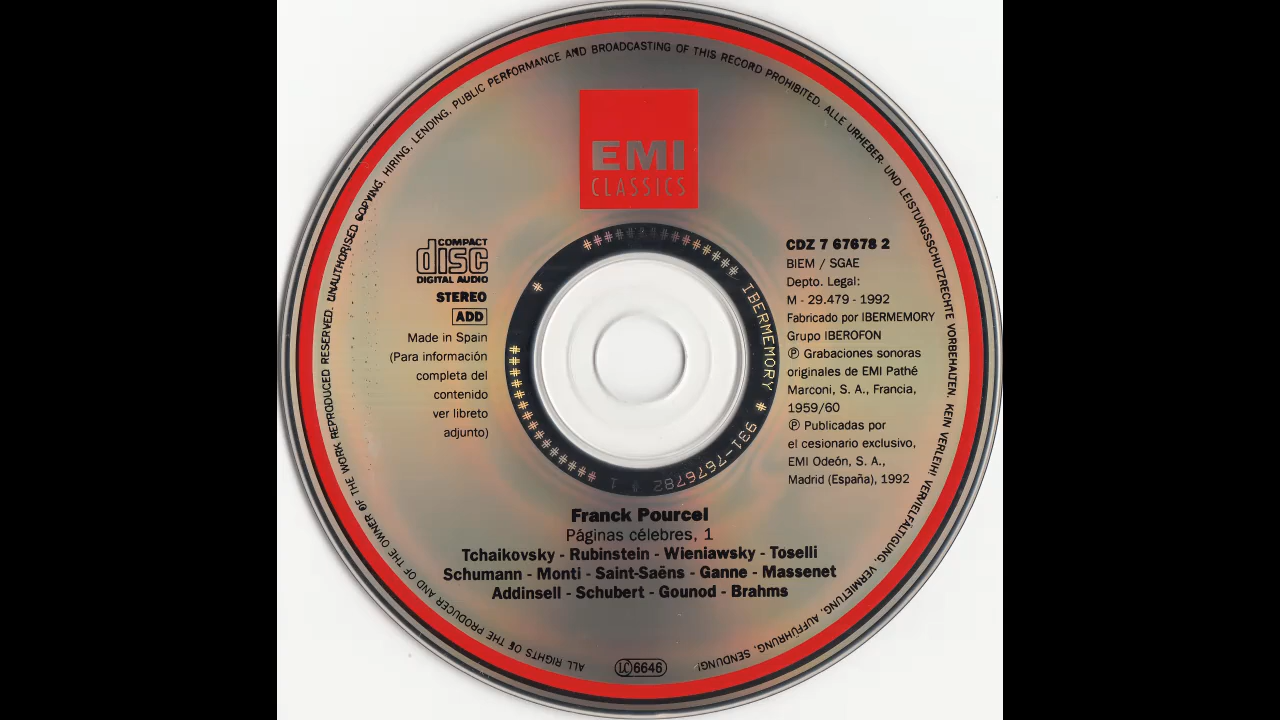 ALL RIGHTS OF THE PRODUCER AND OF THE OWNER OF THE WORK REPRODUCED RESERVED. UNAUTHORISED COPYING, HIRING, LENDING, PUBLIC PERFORMANCE AND BROADCASTING OF THIS RECORD PROHIBITED. ALLE URHEBER- UND LEISTUNGSSCHUTZRECHTE VORBEHALTEN. KEIN VERLEIH! VERVIELFÄLTIGUNG, VERMIETUNG, AUFFÜHRUNG, SENDUNG!
EMI
CLASSICS
COMPACT
disc
DIGITAL AUDIO
STEREO
ADD
Made in Spain
(Para información
completa del
contenido
ver libreto
adjunto)
IBERMEMORY # 931-7676782 # 1
CDZ 7 67678 2
BIEM / SGAE
Depto. Legal:
M - 29.479 - 1992
Fabricado por IBERMEMORY
Grupo IBEROFON
℗ Grabaciones sonoras
originales de EMI Pathé
Marconi, S. A., Francia,
1959/60
℗ Publicadas por
el cesionario exclusivo,
EMI Odeón, S. A.,
Madrid (España), 1992
Franck Pourcel
Páginas célebres, 1
Tchaikovsky - Rubinstein - Wieniawsky - Toselli
Schumann - Monti - Saint-Saëns - Ganne - Massenet
Addinsell - Schubert - Gounod - Brahms
LC 6646